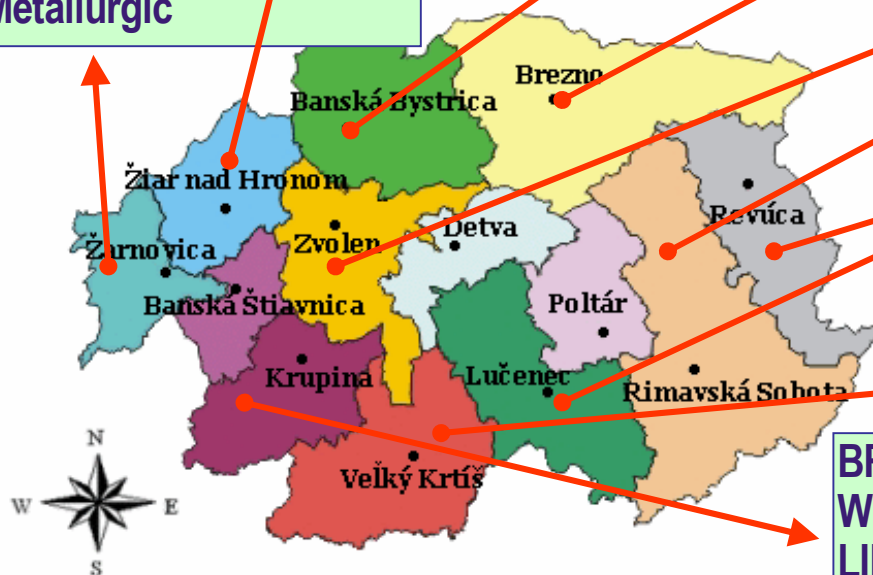 Metallurgic
Brezno
Banská Bystrica
Žiar nad Hronom
Revúca
Detva
Zvolen
Žarnovica
Banská Štiavnica
Poltár
Krupina
Lučenec
Rimavská Sobota
Veľký Krtíš
N
W E
S